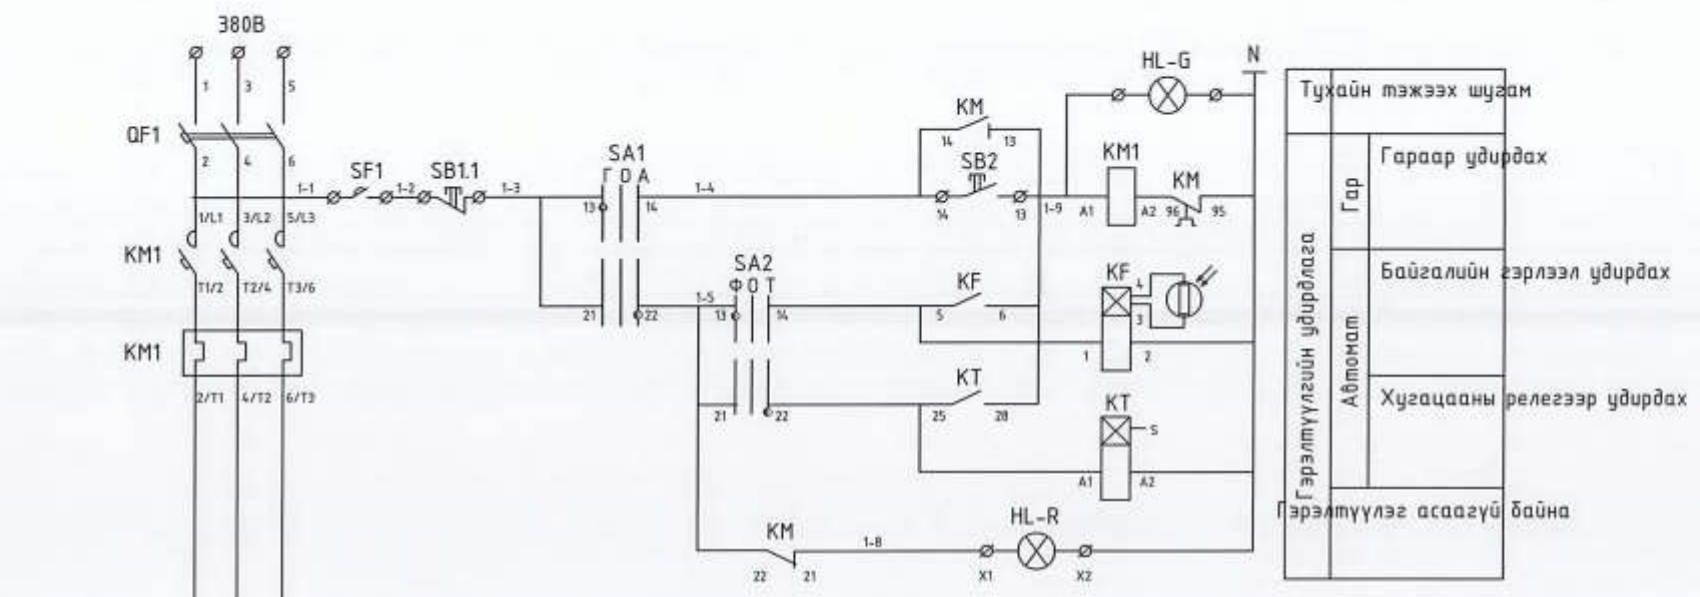 380В
1 3 5
QF1
2 4 6
1-1 SF1 1-2 SB1.1 1-3
1/L1 3/L2 5/L3
KM1
T1/2 T2/4 T3/6
KM1
2/T1 4/T2 6/T3
SA1
Г О А
13 14
21 22
1-4
1-5
SA2
Ф О Т
13 14
21 22
KM
14 13
SB2
14 13
1-9
HL-G
N
KM1
A1 A2
KM
96 95
KF
5 6
KF
4
3
1 2
KT
25 28
KT
S
A1 A2
KM
22 21
1-8
HL-R
X1 X2
Тухайн тэжээх шугам
Гэрэлтүүлгийн удирдлага
Гар
Гараар удирдах
Автомат
Байгалийн гэрлээл удирдах
Хугацааны релегээр удирдах
Гэрэлтүүлэг асаагүй байна